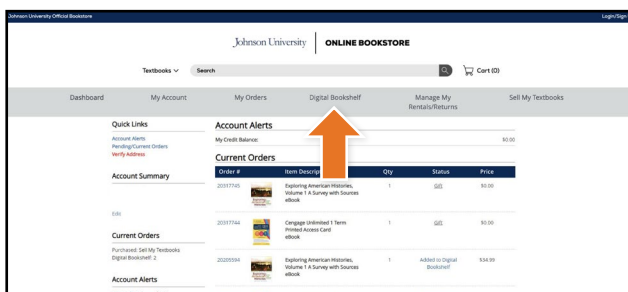 Johnson University Official Bookstore
Login/Sign
Johnson University
ONLINE BOOKSTORE
Textbooks
Search
Cart (0)
Dashboard
My Account
My Orders
Digital Bookshelf
Manage My
Rentals/Returns
Sell My Textbooks
Quick Links
Account Alerts
Pending/Current Orders
Verify Address
Account Summary
Edit
Current Orders
Purchased: Sell My Textbooks
Digital Bookshelf: 2
Account Alerts
Account Alerts
My Credit Balance:
$0.00
Current Orders
Order #
Item Descrip
Qty
Status
Price
20317745
Exploring American Histories,
Volume 1 A Survey with Sources
eBook
1
Gift
$0.00
20317744
Cengage Unlimited 1 Term
Printed Access Card
eBook
1
Gift
$0.00
20209594
Exploring American Histories,
Volume 1 A Survey with Sources
eBook
1
Added to Digital
Bookshelf
$34.99